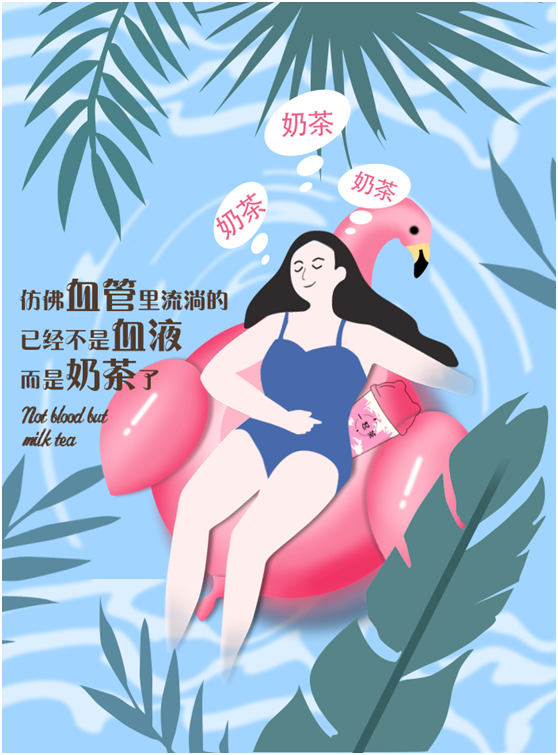 奶茶
奶茶
奶茶
仿佛血管里流淌的
已经不是血液
而是奶茶了
Not blood but
milk tea